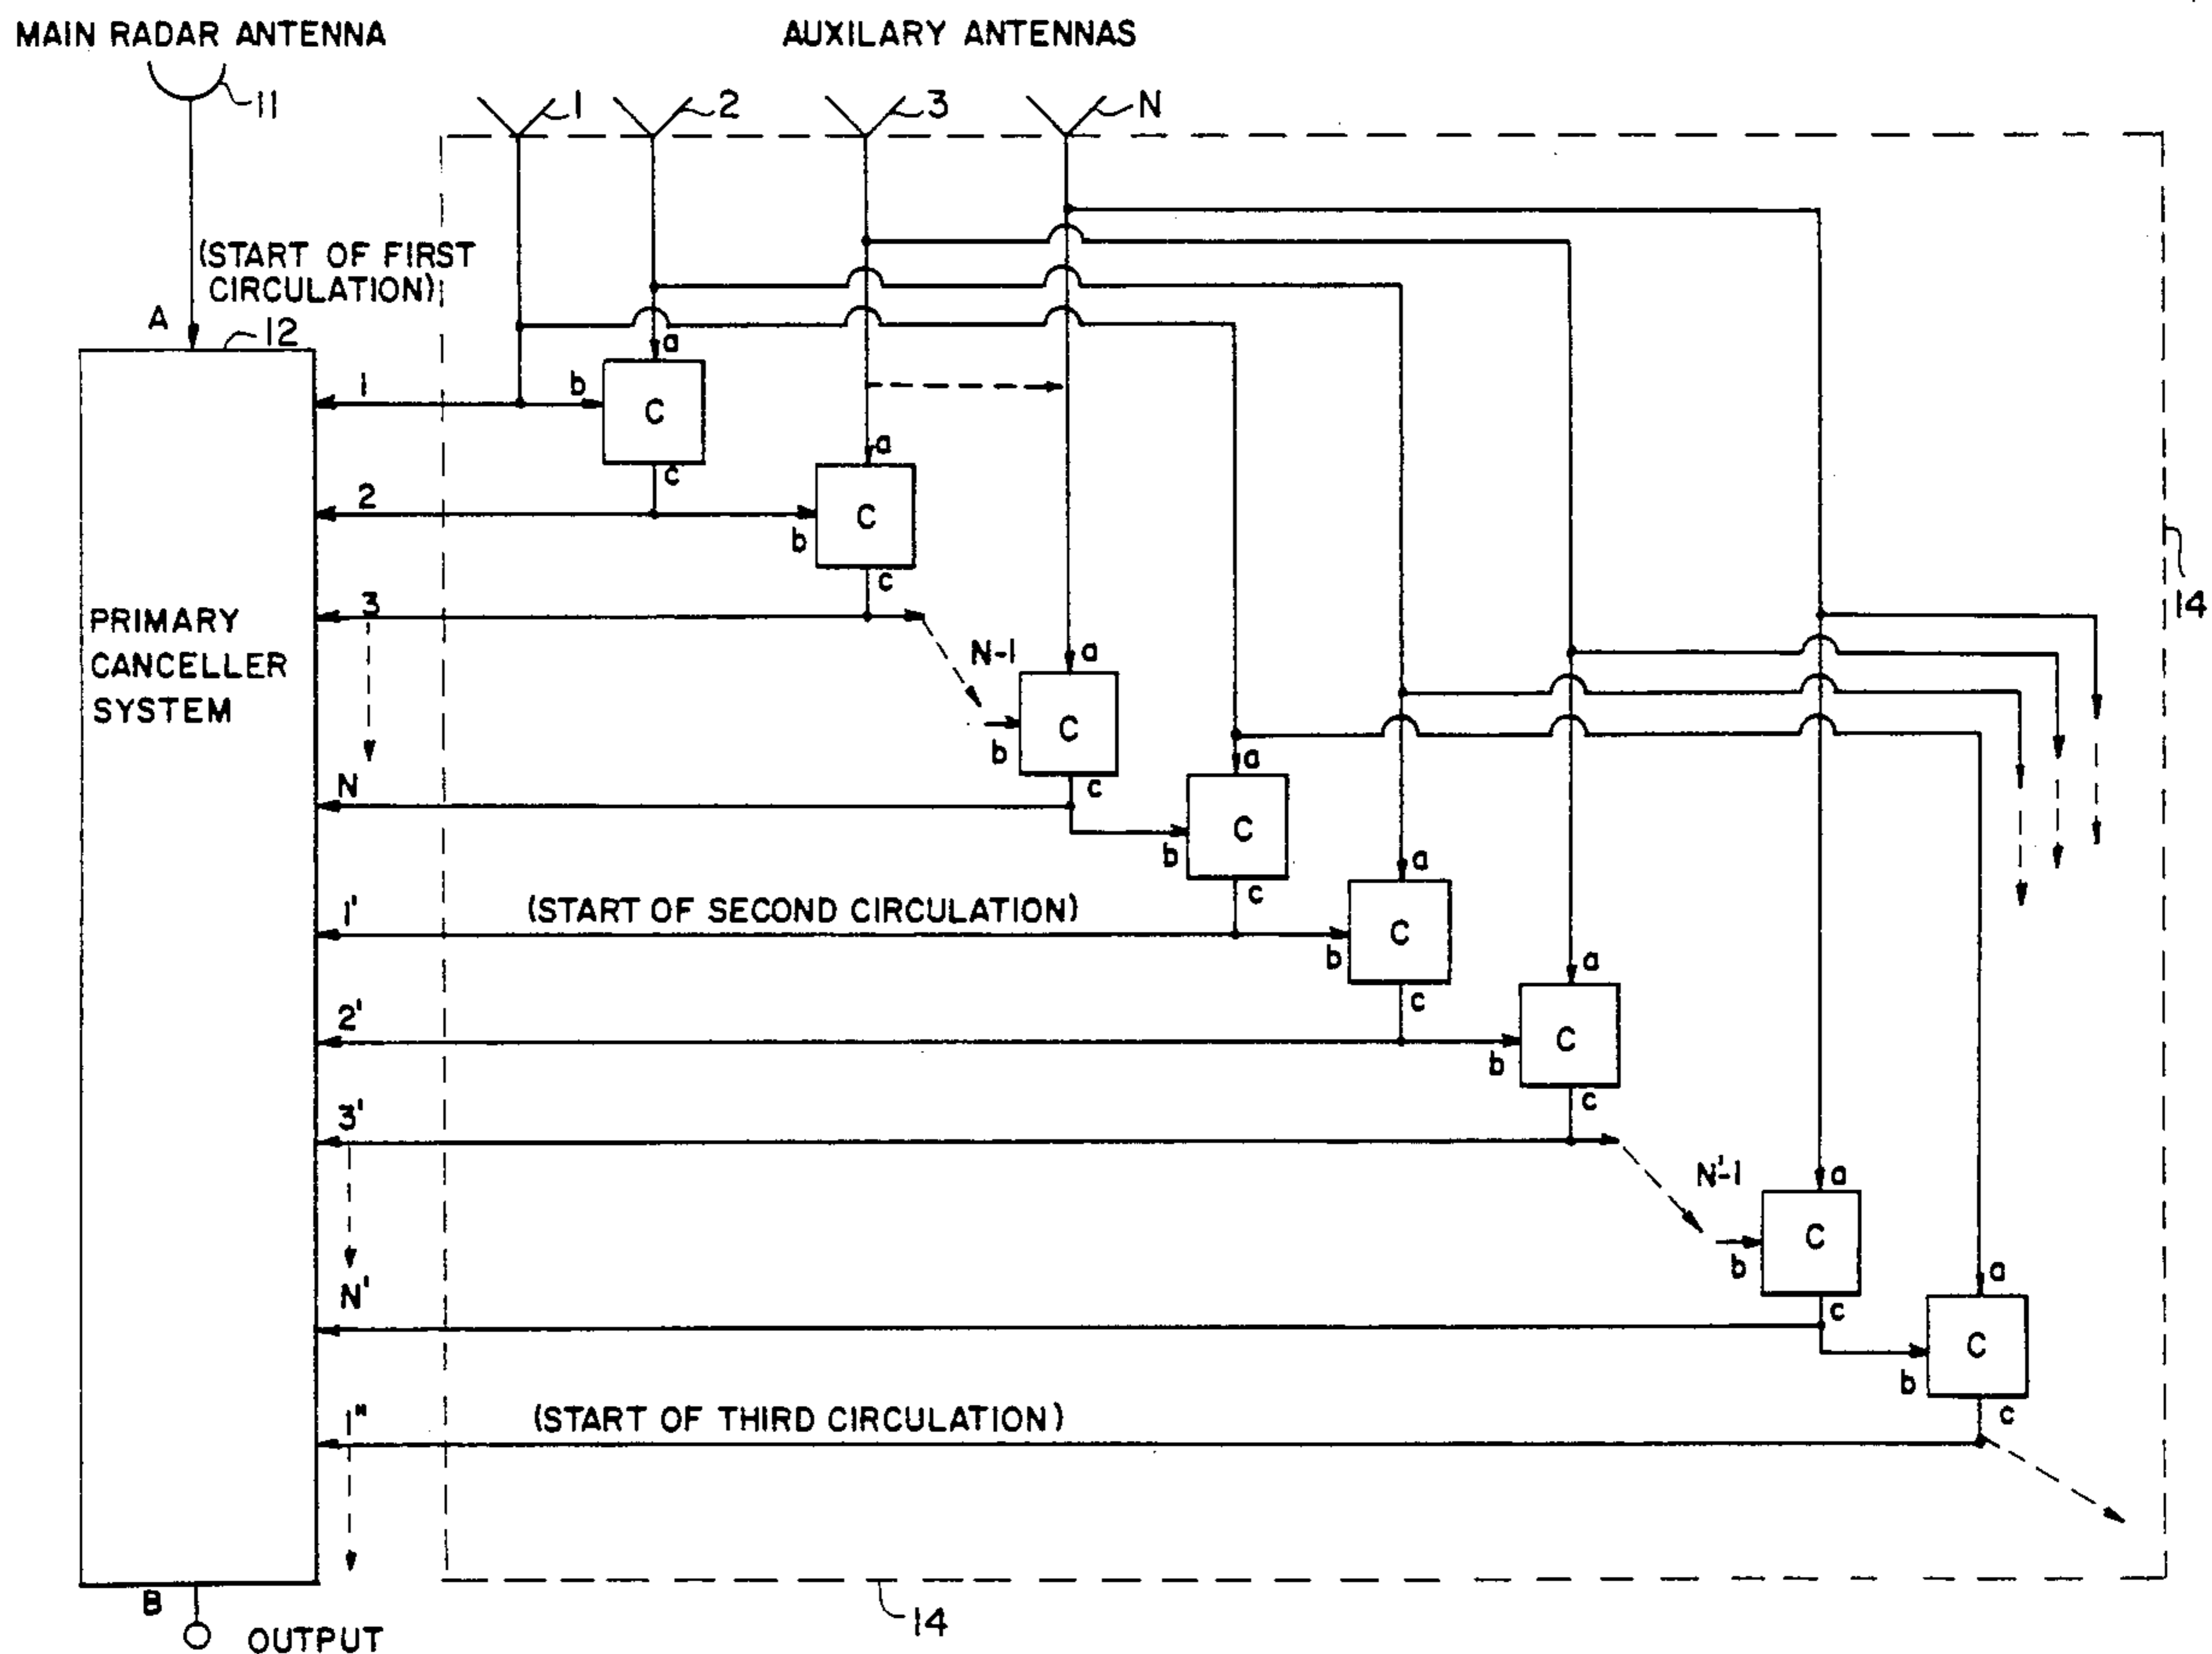 MAIN RADAR ANTENNA
AUXILARY ANTENNAS
11
1
2
3
N
(START OF FIRST
CIRCULATION)
A
12
a
1
b
C
c
a
2
b
C
c
3
PRIMARY
CANCELLER
SYSTEM
14
N-1
a
b
C
c
N
a
b
C
c
a
1'
(START OF SECOND CIRCULATION)
b
C
c
a
2'
b
C
c
3'
N'-1
a
b
C
c
N'
a
b
C
c
1"
(START OF THIRD CIRCULATION)
B
OUTPUT
14